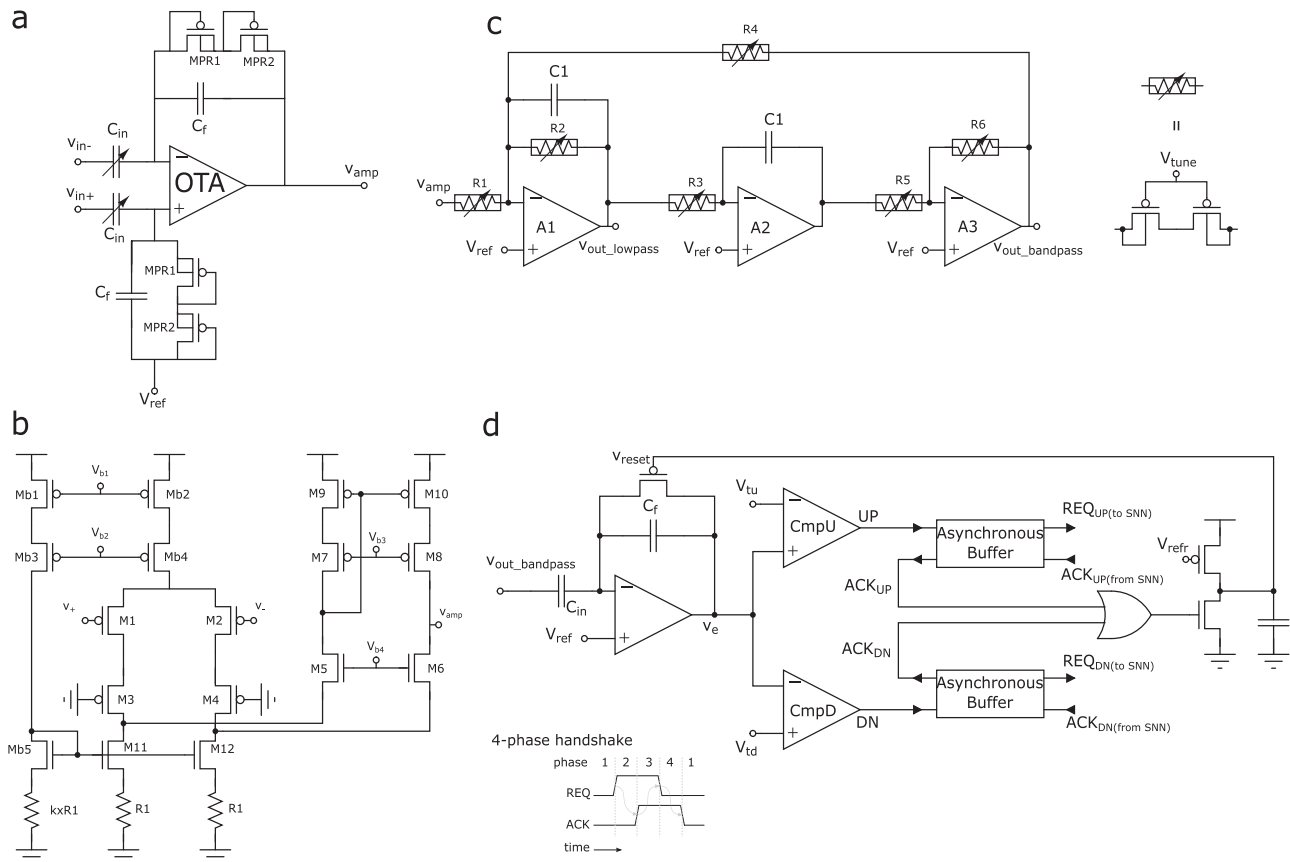 a
MPR1 MPR2
C_f
C_in
v_in-
v_in+
C_in
OTA
v_amp
MPR1
C_f
MPR2
V_ref
c
R4
C1
R2
v_amp
R1
A1
V_ref
v_out_lowpass
R3
C1
A2
V_ref
R5
R6
A3
V_ref
v_out_bandpass
=
V_tune
b
Mb1
V_b1
Mb2
Mb3
V_b2
Mb4
v_+
M1
M2
v_-
M3
M4
Mb5
M11
M12
kxR1
R1
R1
M9
M10
M7
V_b3
M8
v_amp
M5
V_b4
M6
d
v_reset
C_f
v_out_bandpass
C_in
V_ref
v_e
V_tu
CmpU
UP
Asynchronous
Buffer
REQ_UP(to SNN)
ACK_UP(from SNN)
ACK_UP
V_refr
ACK_DN
CmpD
DN
V_td
Asynchronous
Buffer
REQ_DN(to SNN)
ACK_DN(from SNN)
4-phase handshake
phase 1 2 3 4 1
REQ
ACK
time